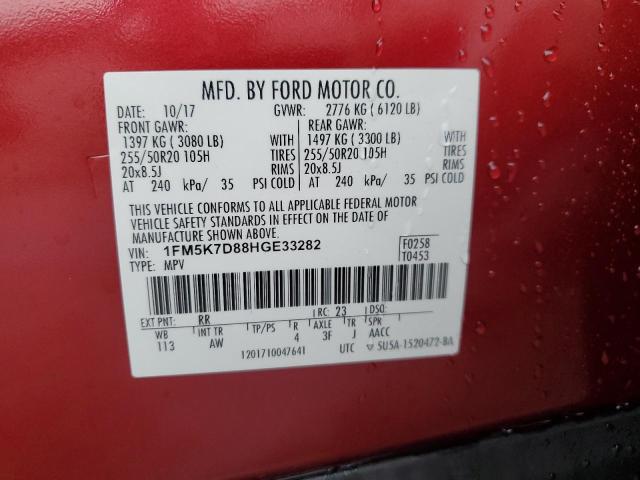 MFD. BY FORD MOTOR CO.
DATE: 10/17 GVWR: 2776 KG ( 6120 LB)
FRONT GAWR: REAR GAWR:
1397 KG ( 3080 LB) WITH 1497 KG ( 3300 LB) WITH
255/50R20 105H TIRES 255/50R20 105H TIRES
20x8.5J RIMS 20x8.5J RIMS
AT 240 kPa/ 35 PSI COLD AT 240 kPa/ 35 PSI COLD
THIS VEHICLE CONFORMS TO ALL APPLICABLE FEDERAL MOTOR
VEHICLE SAFETY STANDARDS IN EFFECT ON THE DATE OF
MANUFACTURE SHOWN ABOVE.
VIN: 1FM5K7D88HGE33282 F0258
TYPE: MPV T0453
EXT PNT: RR RC: 23 DSO:
WB INT TR TP/PS R AXLE TR SPR
113 AW 4 3F J AACC
1201710047641 UTC SU5A-1520472-BA